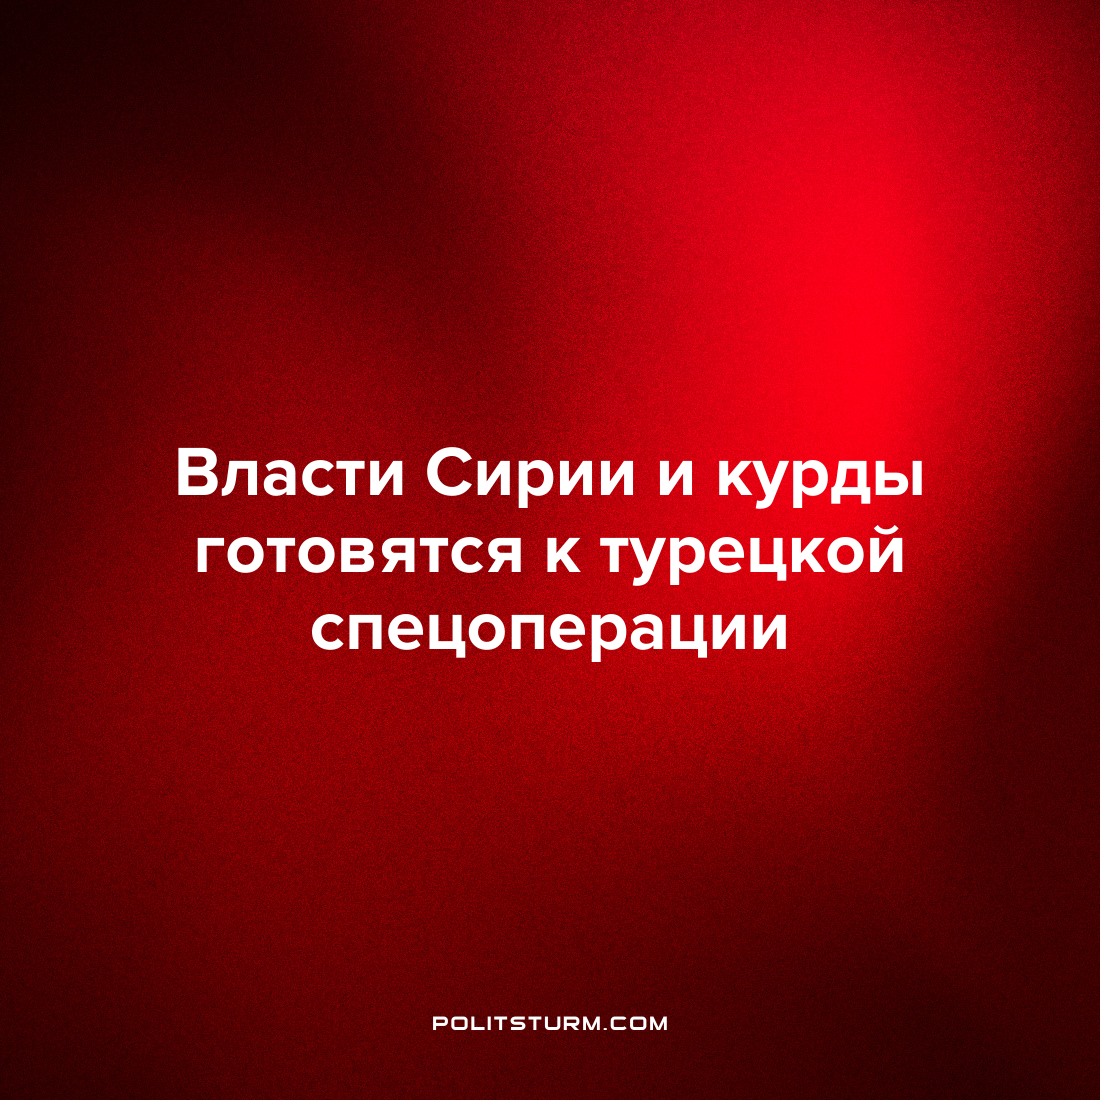 Власти Сирии и курды
готовятся к турецкой
спецоперации
POLITSTURM.COM